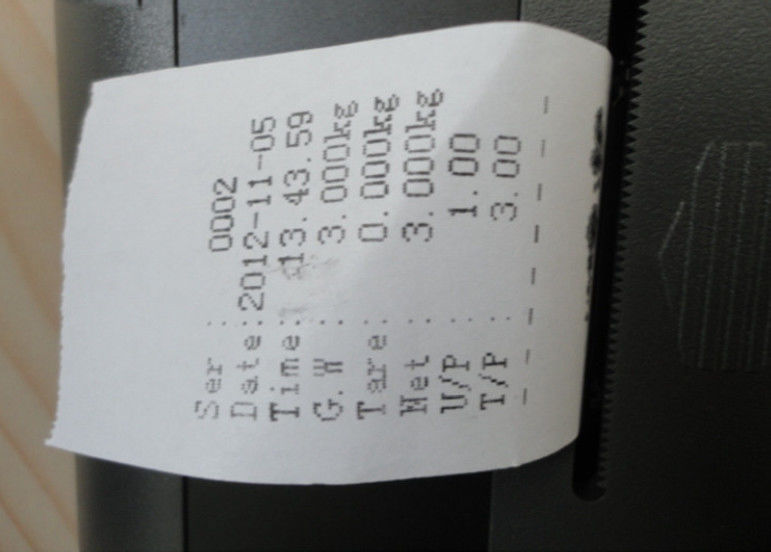 Ser : 0002
Date:2012-11-05
Time: 13.43.59
G.W : 3.000kg
Tare : 0.000kg
Net : 3.000kg
U/P : 1.00
T/P : 3.00
- - - - - -